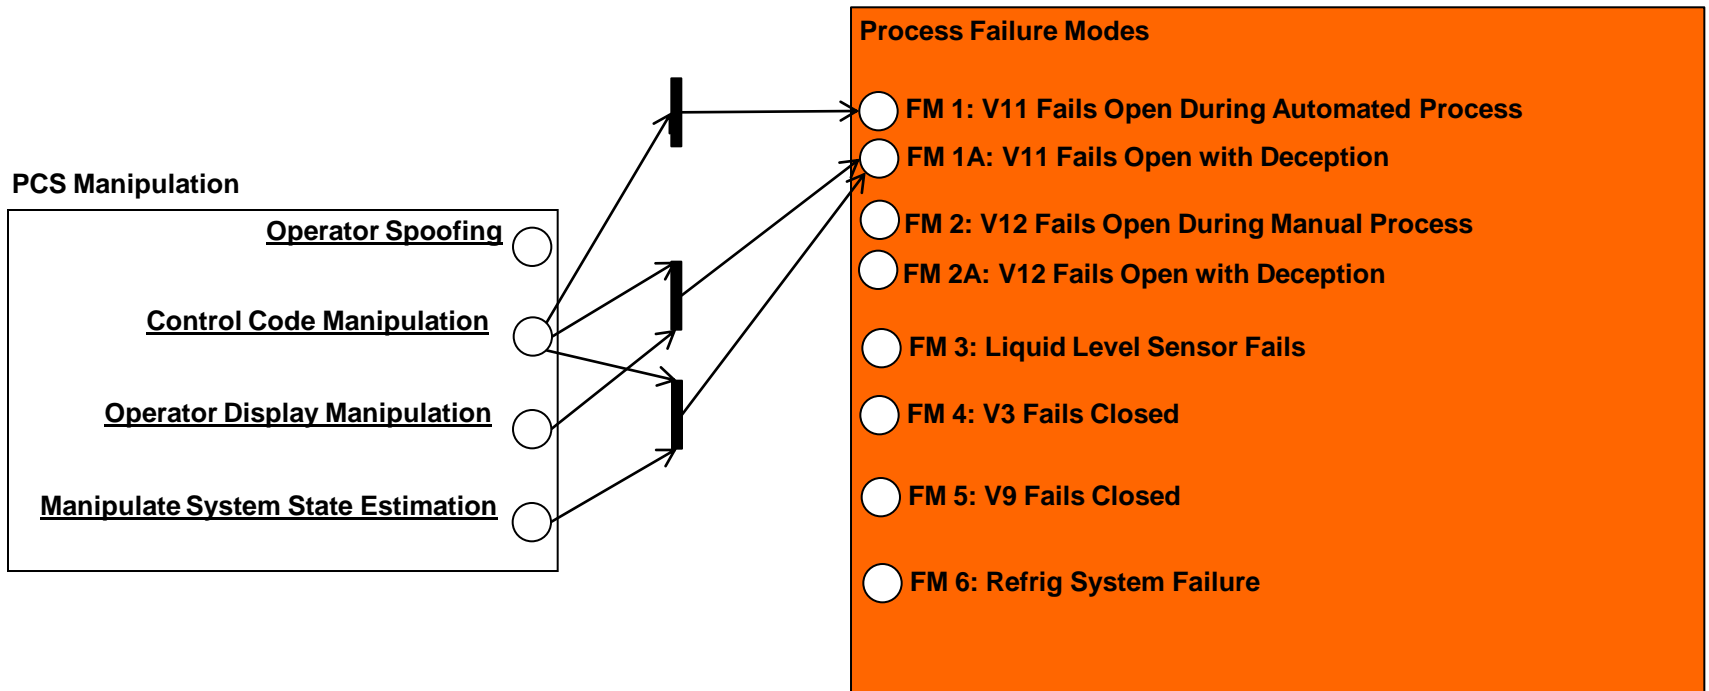 Process Failure Modes
FM 1: V11 Fails Open During Automated Process
FM 1A: V11 Fails Open with Deception
PCS Manipulation
Operator Spoofing
FM 2: V12 Fails Open During Manual Process
FM 2A: V12 Fails Open with Deception
Control Code Manipulation
FM 3: Liquid Level Sensor Fails
Operator Display Manipulation
FM 4: V3 Fails Closed
Manipulate System State Estimation
FM 5: V9 Fails Closed
FM 6: Refrig System Failure